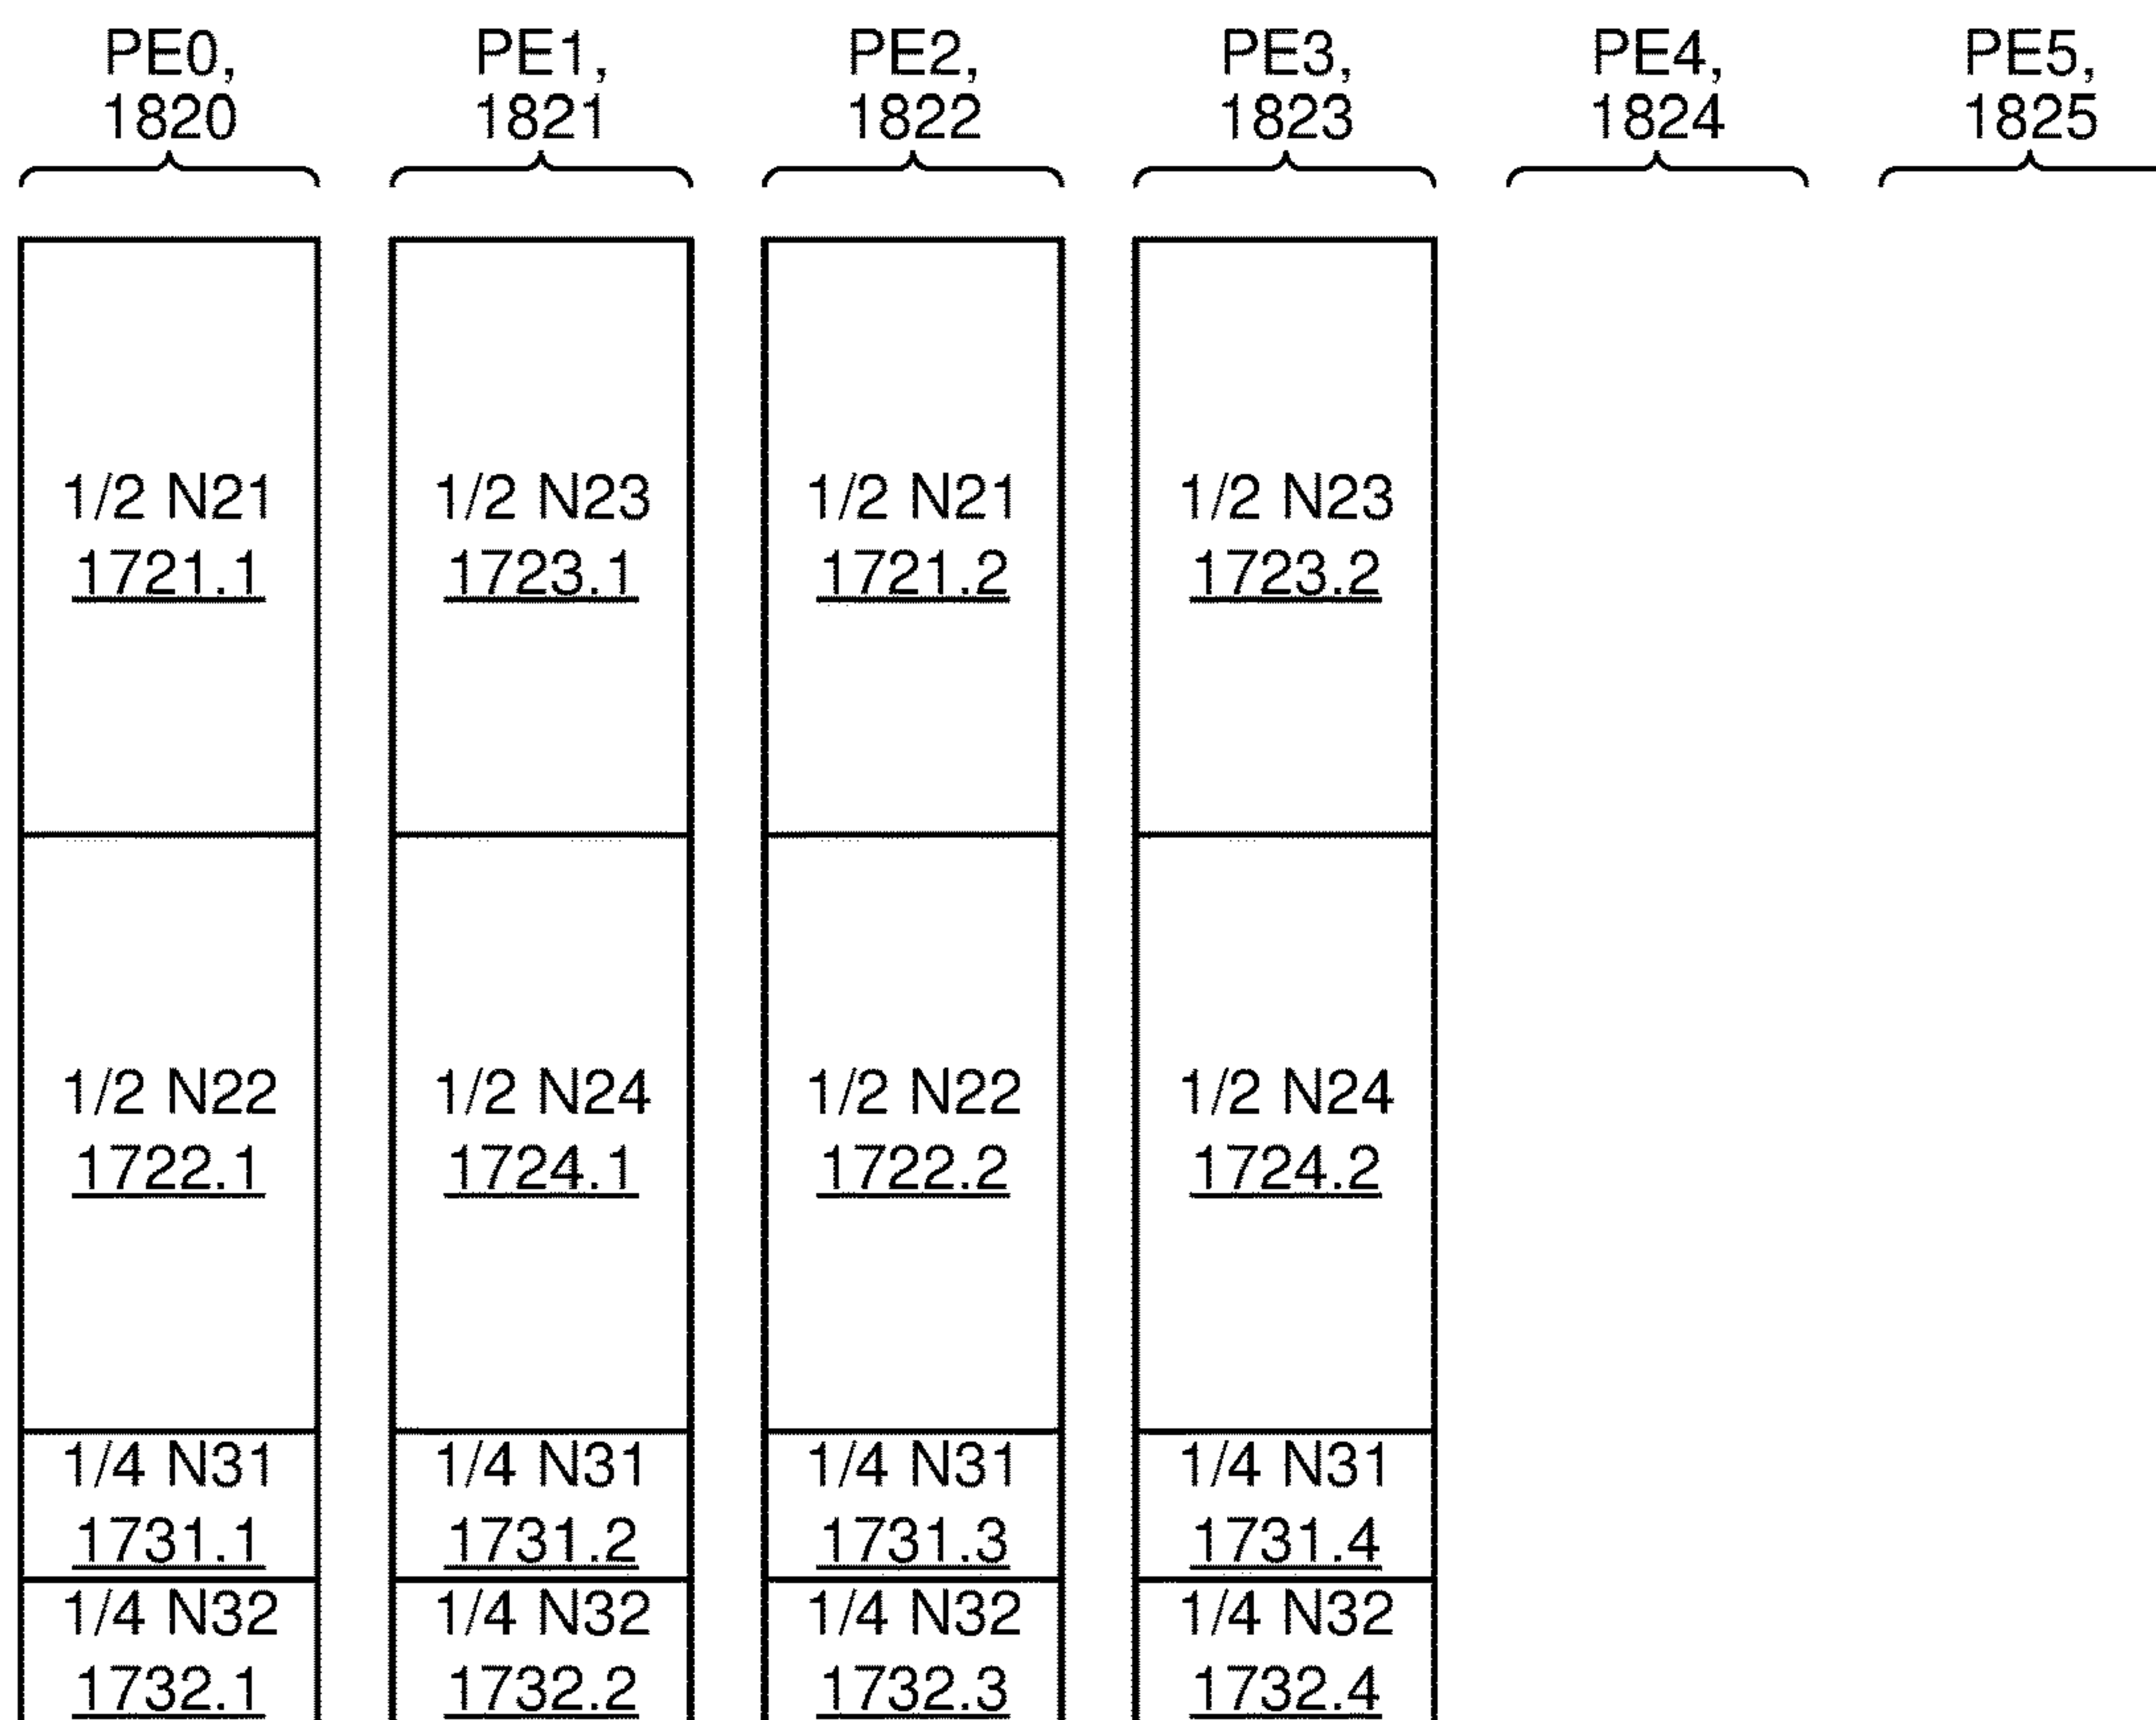 PE0,
1820
PE1,
1821
PE2,
1822
PE3,
1823
PE4,
1824
PE5,
1825
1/2 N21
1721.1
1/2 N23
1723.1
1/2 N21
1721.2
1/2 N23
1723.2
1/2 N22
1722.1
1/2 N24
1724.1
1/2 N22
1722.2
1/2 N24
1724.2
1/4 N31
1731.1
1/4 N31
1731.2
1/4 N31
1731.3
1/4 N31
1731.4
1/4 N32
1732.1
1/4 N32
1732.2
1/4 N32
1732.3
1/4 N32
1732.4